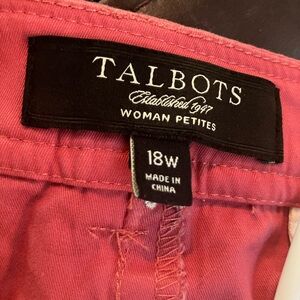 TALBOTS
Established 1947
WOMAN PETITES
18W
MADE IN
CHINA